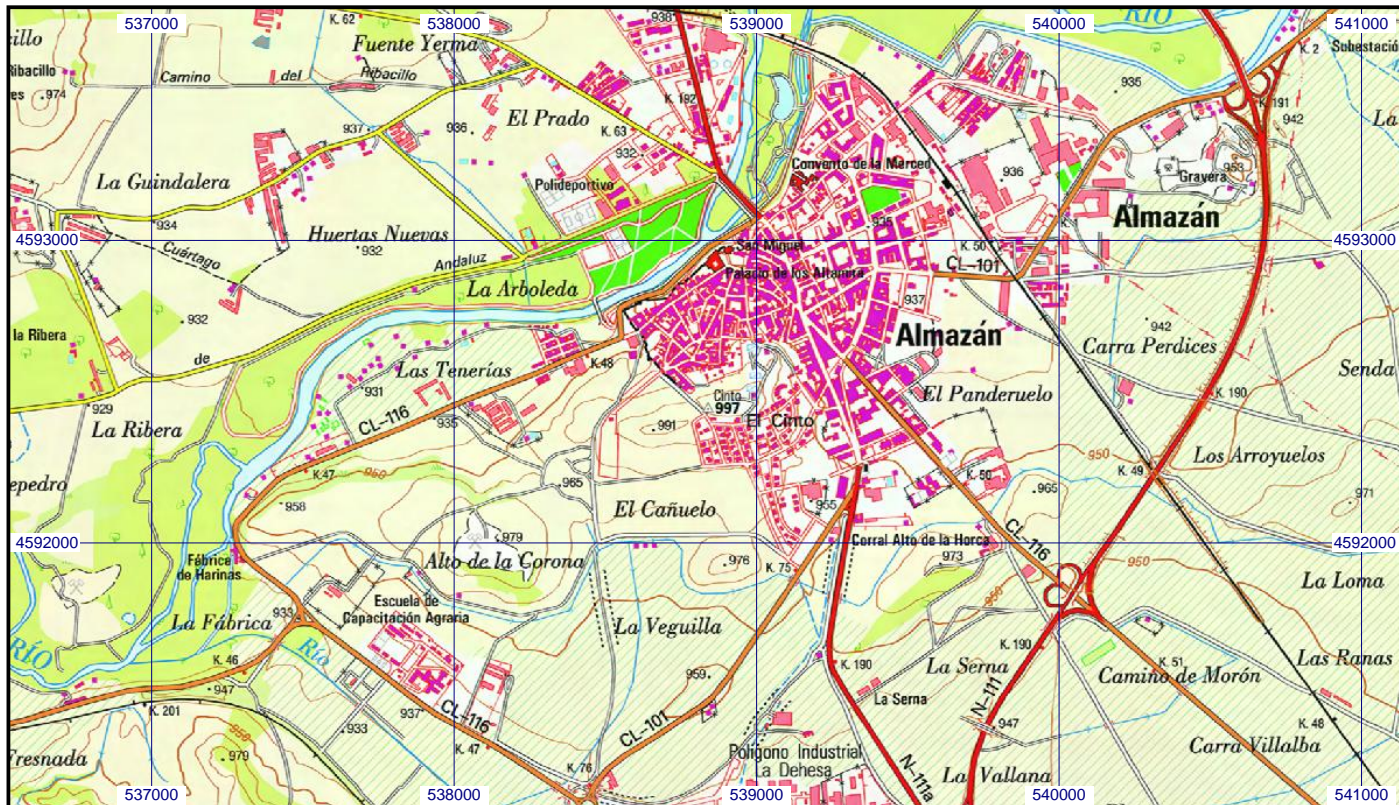 537000
538000
539000
540000
541000
K. 62
938
RÍO
cillo
Fuente Yerma
K. 2
Subestació
Ribacillo
Camino del Ribacillo
935
es
974
K. 192
K. 191
942
La
937
936
El Prado
K. 63
932
Convento de la Merced
936
953
Gravera
La Guindalera
Polideportivo
Almazán
934
935
K. 1
Huertas Nuevas
4593000
932
Cuártago
San Miguel
K. 50
4593000
Andaluz
CL-101
Palacio de los Altamira
La Arboleda
937
932
942
la Ribera
Almazán
Carra Perdices
de
K.48
Senda
Las Tenerías
931
El Panderuelo
K. 190
929
Cinto
997
CL-116
935
El Cinto
La Ribera
991
Los Arroyuelos
950
K. 49
K.47
950
epedro
965
K. 50
965
971
958
955
El Cañuelo
979
CL-116
4592000
Corral Alto de la Horca
4592000
Fábrica
de Harinas
Alto de la Corona
976
K. 75
973
950
La Loma
950
Escuela de
Capacitación Agraria
933
La Fábrica
La Veguilla
RÍO
Río
K. 190
K. 190
La Serna
K. 51
Las Ranas
K. 46
959
Camino de Morón
947
La Serna
K. 201
937
CL-116
N-111
K. 48
933
CL-101
947
950
K. 47
Polígono Industrial
La Dehesa
Carra Villalba
Fresnada
979
K. 76
N-111a
La Vallana
537000
538000
539000
540000
541000